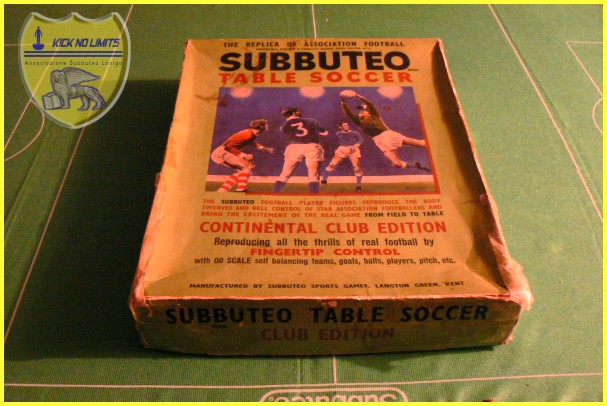 KICK NO LIMITS
Associazione Subbuteo Lonigo
THE REPLICA OF ASSOCIATION FOOTBALL
SUBBUTEO
TABLE SOCCER
3
THE SUBBUTEO FOOTBALL PLAYER FIGURES REPRODUCE THE BODY
SWERVES AND BALL CONTROL OF STAR ASSOCIATION FOOTBALLERS AND
BRING THE EXCITEMENT OF THE REAL GAME FROM FIELD TO TABLE
CONTINENTAL CLUB EDITION
Reproducing all the thrills of real football by
FINGERTIP CONTROL
with OO SCALE self balancing teams, goals, balls, players, pitch, etc.
MANUFACTURED BY SUBBUTEO SPORTS GAMES, LANGTON GREEN, KENT
SUBBUTEO TABLE SOCCER
CLUB EDITION
Subbuteo